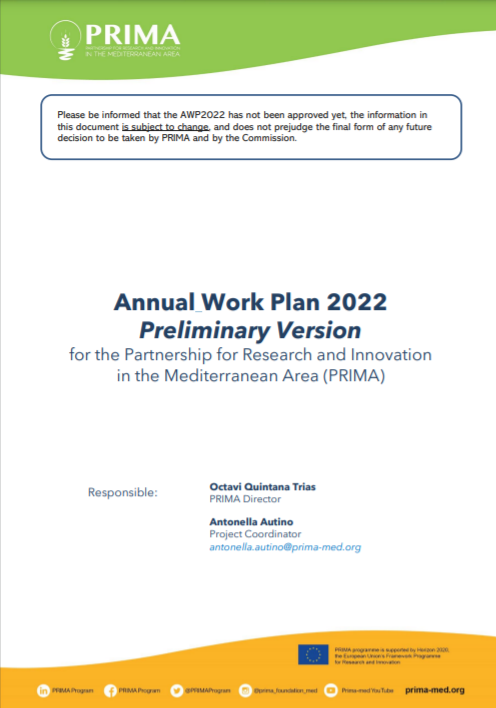 PRIMA
PARTNERSHIP FOR RESEARCH AND INNOVATION
IN THE MEDITERRANEAN AREA
Please be informed that the AWP2022 has not been approved yet, the information in
this document is subject to change, and does not prejudge the final form of any future
decision to be taken by PRIMA and by the Commission.
Annual Work Plan 2022
Preliminary Version
for the Partnership for Research and Innovation
in the Mediterranean Area (PRIMA)
Responsible:
Octavi Quintana Trias
PRIMA Director
Antonella Autino
Project Coordinator
antonella.autino@prima-med.org
PRIMA programme is supported by Horizon 2020,
the European Union's Framework Programme
for Research and Innovation
PRIMA Program PRIMA Program @PRIMAProgram @prima_foundation_med Prima-med YouTube prima-med.org